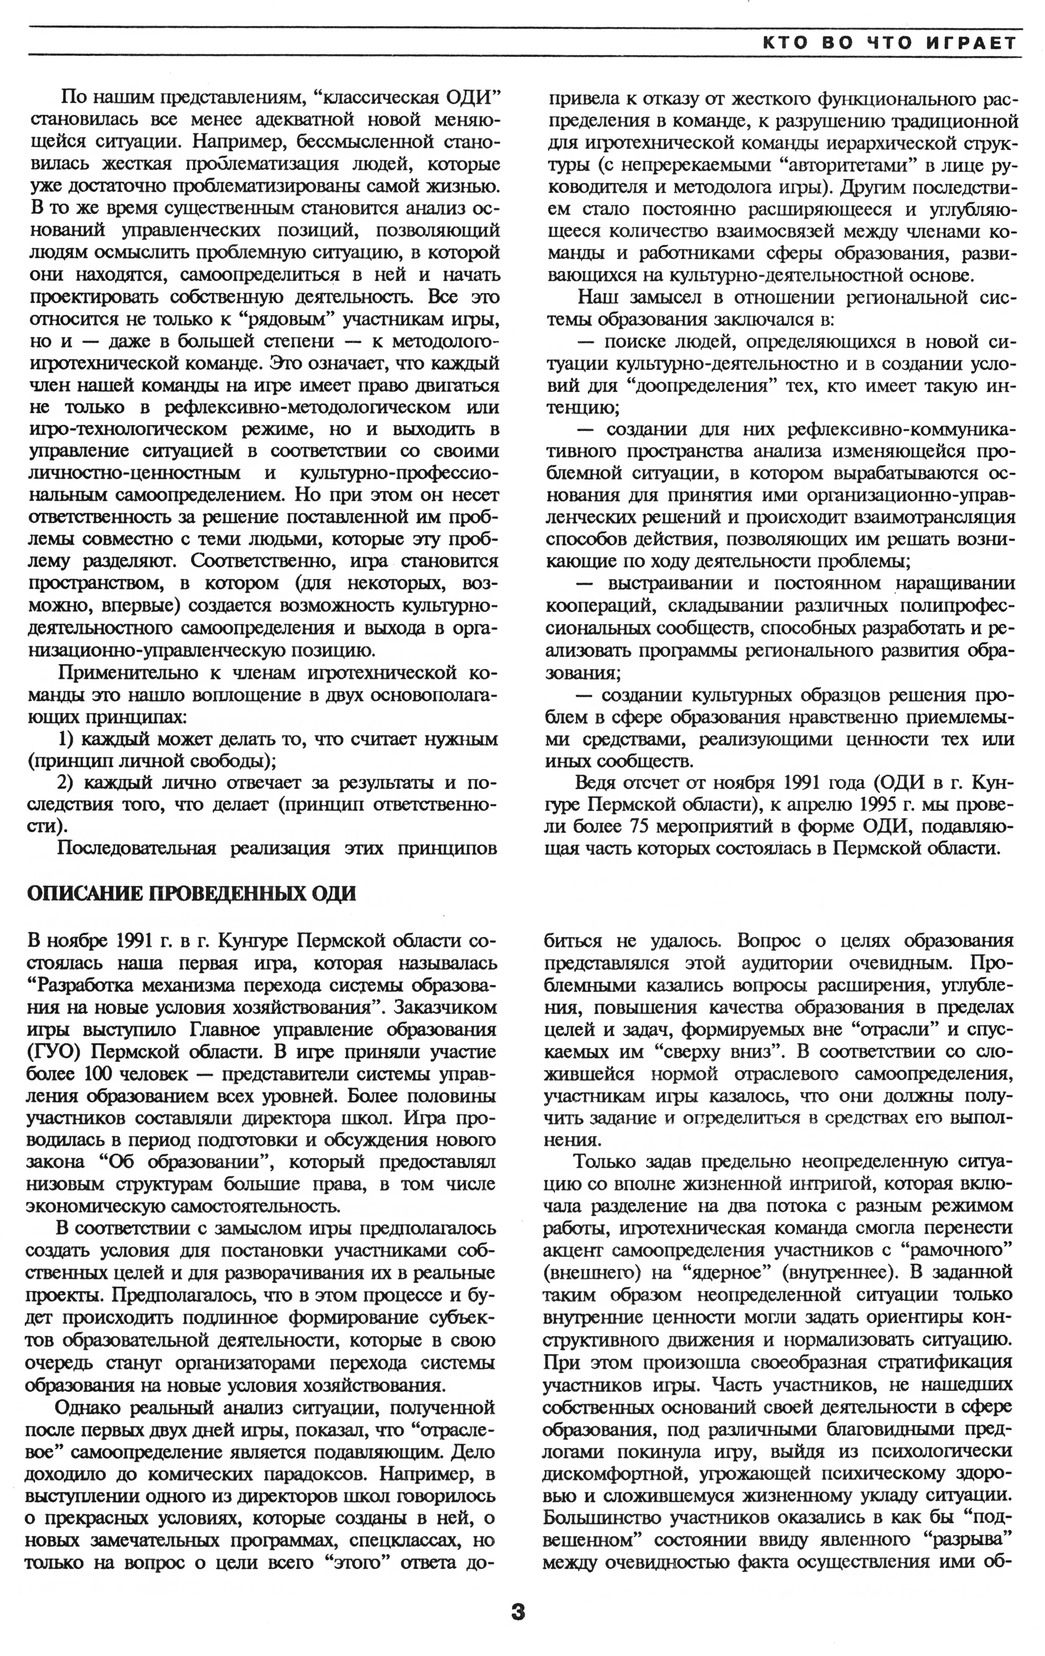 КТО ВО ЧТО ИГРАЕТ
По нашим представлениям, “классическая ОДИ”
становилась все менее адекватной новой меняю-
щейся ситуации. Например, бессмысленной стано-
вилась жесткая проблематизация людей, которые
уже достаточно проблематизированы самой жизнью.
В то же время существенным становится анализ ос-
нований управленческих позиций, позволяющий
людям осмыслить проблемную ситуацию, в которой
они находятся, самоопределиться в ней и начать
проектировать собственную деятельность. Все это
относится не только к “рядовым” участникам игры,
но и — даже в большей степени — к методолого-
игротехнической команде. Это означает, что каждый
член нашей команды на игре имеет право двигаться
не только в рефлексивно-методологическом или
игро-технологическом режиме, но и выходить в
управление ситуацией в соответствии со своими
личностно-ценностным и культурно-профессио-
нальным самоопределением. Но при этом он несет
ответственность за решение поставленной им проб-
лемы совместно с теми людьми, которые эту проб-
лему разделяют. Соответственно, игра становится
пространством, в котором (для некоторых, воз-
можно, впервые) создается возможность культурно-
деятельностного самоопределения и выхода в орга-
низационно-управленческую позицию.
Применительно к членам игротехнической ко-
манды это нашло воплощение в двух основополага-
ющих принципах:
1) каждый может делать то, что считает нужным
(принцип личной свободы);
2) каждый лично отвечает за результаты и по-
следствия того, что делает (принцип ответственно-
сти).
Последовательная реализация этих принципов
привела к отказу от жесткого функционального рас-
пределения в команде, к разрушению традиционной
для игротехнической команды иерархической струк-
туры (с непререкаемыми “авторитетами” в лице ру-
ководителя и методолога игры). Другим последстви-
ем стало постоянно расширяющееся и углубляю-
щееся количество взаимосвязей между членами ко-
манды и работниками сферы образования, разви-
вающихся на культурно-деятельностной основе.
Наш замысел в отношении региональной сис-
темы образования заключался в:
— поиске людей, определяющихся в новой си-
туации культурно-деятельностно и в создании усло-
вий для “доопределения” тех, кто имеет такую ин-
тенцию;
— создании для них рефлексивно-коммуника-
тивного пространства анализа изменяющейся про-
блемной ситуации, в котором вырабатываются ос-
нования для принятия ими организационно-управ-
ленческих решений и происходит взаимотрансляция
способов действия, позволяющих им решать возни-
кающие по ходу деятельности проблемы;
— выстраивании и постоянном наращивании
коопераций, складывании различных полипрофес-
сиональных сообществ, способных разработать и ре-
ализовать программы регионального развития обра-
зования;
— создании культурных образцов решения про-
блем в сфере образования нравственно приемлемы-
ми средствами, реализующими ценности тех или
иных сообществ.
Ведя отсчет от ноября 1991 года (ОДИ в г. Кун-
гуре Пермской области), к апрелю 1995 г. мы прове-
ли более 75 мероприятий в форме ОДИ, подавляю-
щая часть которых состоялась в Пермской области.
ОПИСАНИЕ ПРОВЕДЕННЫХ ОДИ
В ноябре 1991 г. в г. Кунгуре Пермской области со-
стоялась наша первая игра, которая называлась
“Разработка механизма перехода системы образова-
ния на новые условия хозяйствования”. Заказчиком
игры выступило Главное управление образования
(ГУО) Пермской области. В игре приняли участие
более 100 человек — представители системы управ-
ления образованием всех уровней. Более половины
участников составляли директора школ. Игра про-
водилась в период подготовки и обсуждения нового
закона “Об образовании”, который предоставлял
низовым структурам большие права, в том числе
экономическую самостоятельность.
В соответствии с замыслом игры предполагалось
создать условия для постановки участниками соб-
ственных целей и для разворачивания их в реальные
проекты. Предполагалось, что в этом процессе и бу-
дет происходить подлинное формирование субъек-
тов образовательной деятельности, которые в свою
очередь станут организаторами перехода системы
образования на новые условия хозяйствования.
Однако реальный анализ ситуации, полученной
после первых двух дней игры, показал, что “отрасле-
вое” самоопределение является подавляющим. Дело
доходило до комических парадоксов. Например, в
выступлении одного из директоров школ говорилось
о прекрасных условиях, которые созданы в ней, о
новых замечательных программах, спецклассах, но
только на вопрос о цели всего “этого” ответа до-
биться не удалось. Вопрос о целях образования
представлялся этой аудитории очевидным. Про-
блемными казались вопросы расширения, углубле-
ния, повышения качества образования в пределах
целей и задач, формируемых вне “отрасли” и спус-
каемых им “сверху вниз”. В соответствии со сло-
жившейся нормой отраслевого самоопределения,
участникам игры казалось, что они должны полу-
чить задание и определиться в средствах его выпол-
нения.
Только задав предельно неопределенную ситуа-
цию со вполне жизненной интригой, которая вклю-
чала разделение на два потока с разным режимом
работы, игротехническая команда смогла перенести
акцент самоопределения участников с “рамочного”
(внешнего) на “ядерное” (внутреннее). В заданной
таким образом неопределенной ситуации только
внутренние ценности могли задать ориентиры кон-
структивного движения и нормализовать ситуацию.
При этом произошла своеобразная стратификация
участников игры. Часть участников, не нашедших
собственных оснований своей деятельности в сфере
образования, под различными благовидными пред-
логами покинула игру, выйдя из психологически
дискомфортной, угрожающей психическому здоро-
вью и сложившемуся жизненному укладу ситуации.
Большинство участников оказались в как бы “под-
вешенном” состоянии ввиду явленного “разрыва”
между очевидностью факта осуществления ими об-
3